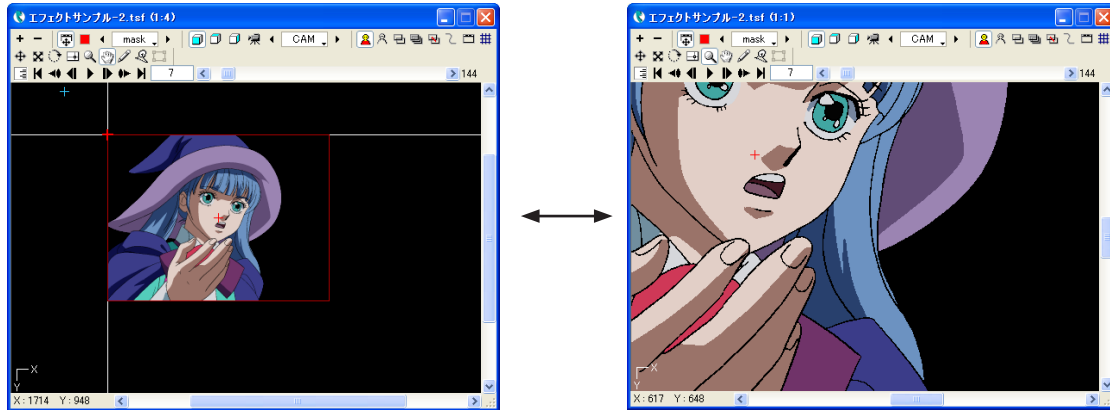 エフェクトサンプル-2.tsf (1:4)
mask
CAM
7
144
X
Y
X:1714 Y:948
エフェクトサンプル-2.tsf (1:1)
mask
CAM
7
144
X
Y
X:617 Y:648